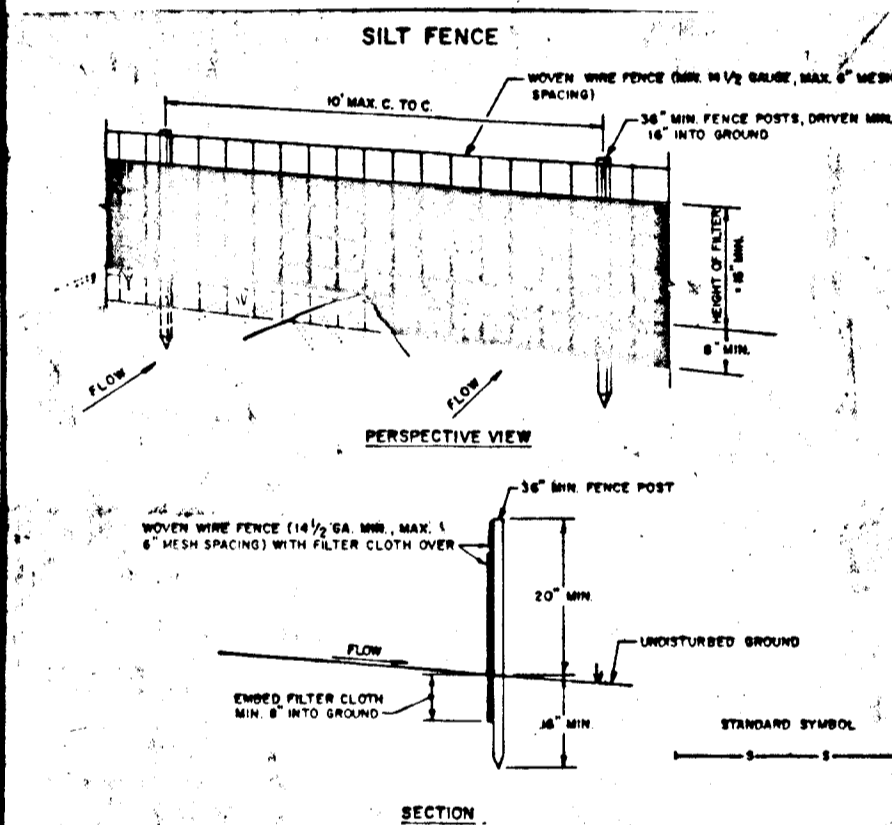 SILT FENCE
WOVEN WIRE FENCE (MIN. 14 1/2 GAUGE, MAX. 6" MESH
SPACING)
10' MAX. C. TO C.
36" MIN. FENCE POSTS, DRIVEN MIN.
16" INTO GROUND
HEIGHT OF FILTER
MIN.
8" MIN.
FLOW
FLOW
PERSPECTIVE VIEW
36" MIN. FENCE POST
WOVEN WIRE FENCE (14 1/2 GA. MIN., MAX.
6" MESH SPACING) WITH FILTER CLOTH OVER
20" MIN.
FLOW
UNDISTURBED GROUND
EMBED FILTER CLOTH
MIN. 8" INTO GROUND
16" MIN.
STANDARD SYMBOL
S S
SECTION